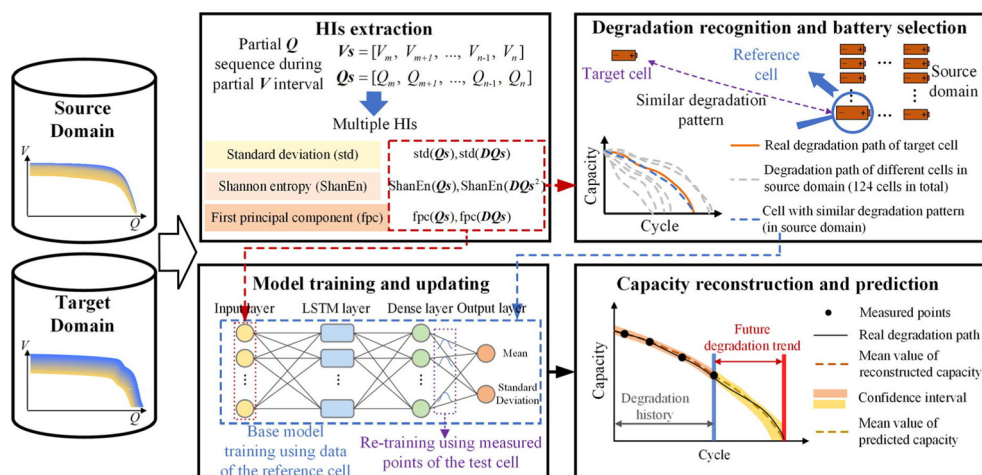 Source
Domain
V
Q
Target
Domain
V
Q
HIs extraction
Partial Q
sequence during
partial V interval
Vs = [Vm, Vm+1, ..., Vn-1, Vn]
Qs = [Qm, Qm+1, ..., Qn-1, Qn]
Multiple HIs
Standard deviation (std)
std(Qs),std(DQs)
Shannon entropy (ShanEn)
ShanEn(Qs),ShanEn(DQs²)
First principal component (fpc)
fpc(Qs),fpc(DQs)
Degradation recognition and battery selection
Target cell
Reference
cell
Source
domain
Similar degradation
pattern
Capacity
Cycle
Real degradation path of target cell
Degradation path of different cells in
source domain (124 cells in total)
Cell with similar degradation pattern
(in source domain)
Model training and updating
Input layer
LSTM layer
Dense layer
Output layer
Mean
Standard
Deviation
Base model
training using data
of the reference cell
Re-training using measured
points of the test cell
Capacity reconstruction and prediction
Capacity
Future
degradation trend
Degradation
history
Cycle
Measured points
Real degradation path
Mean value of
reconstructed capacity
Confidence interval
Mean value of
predicted capacity